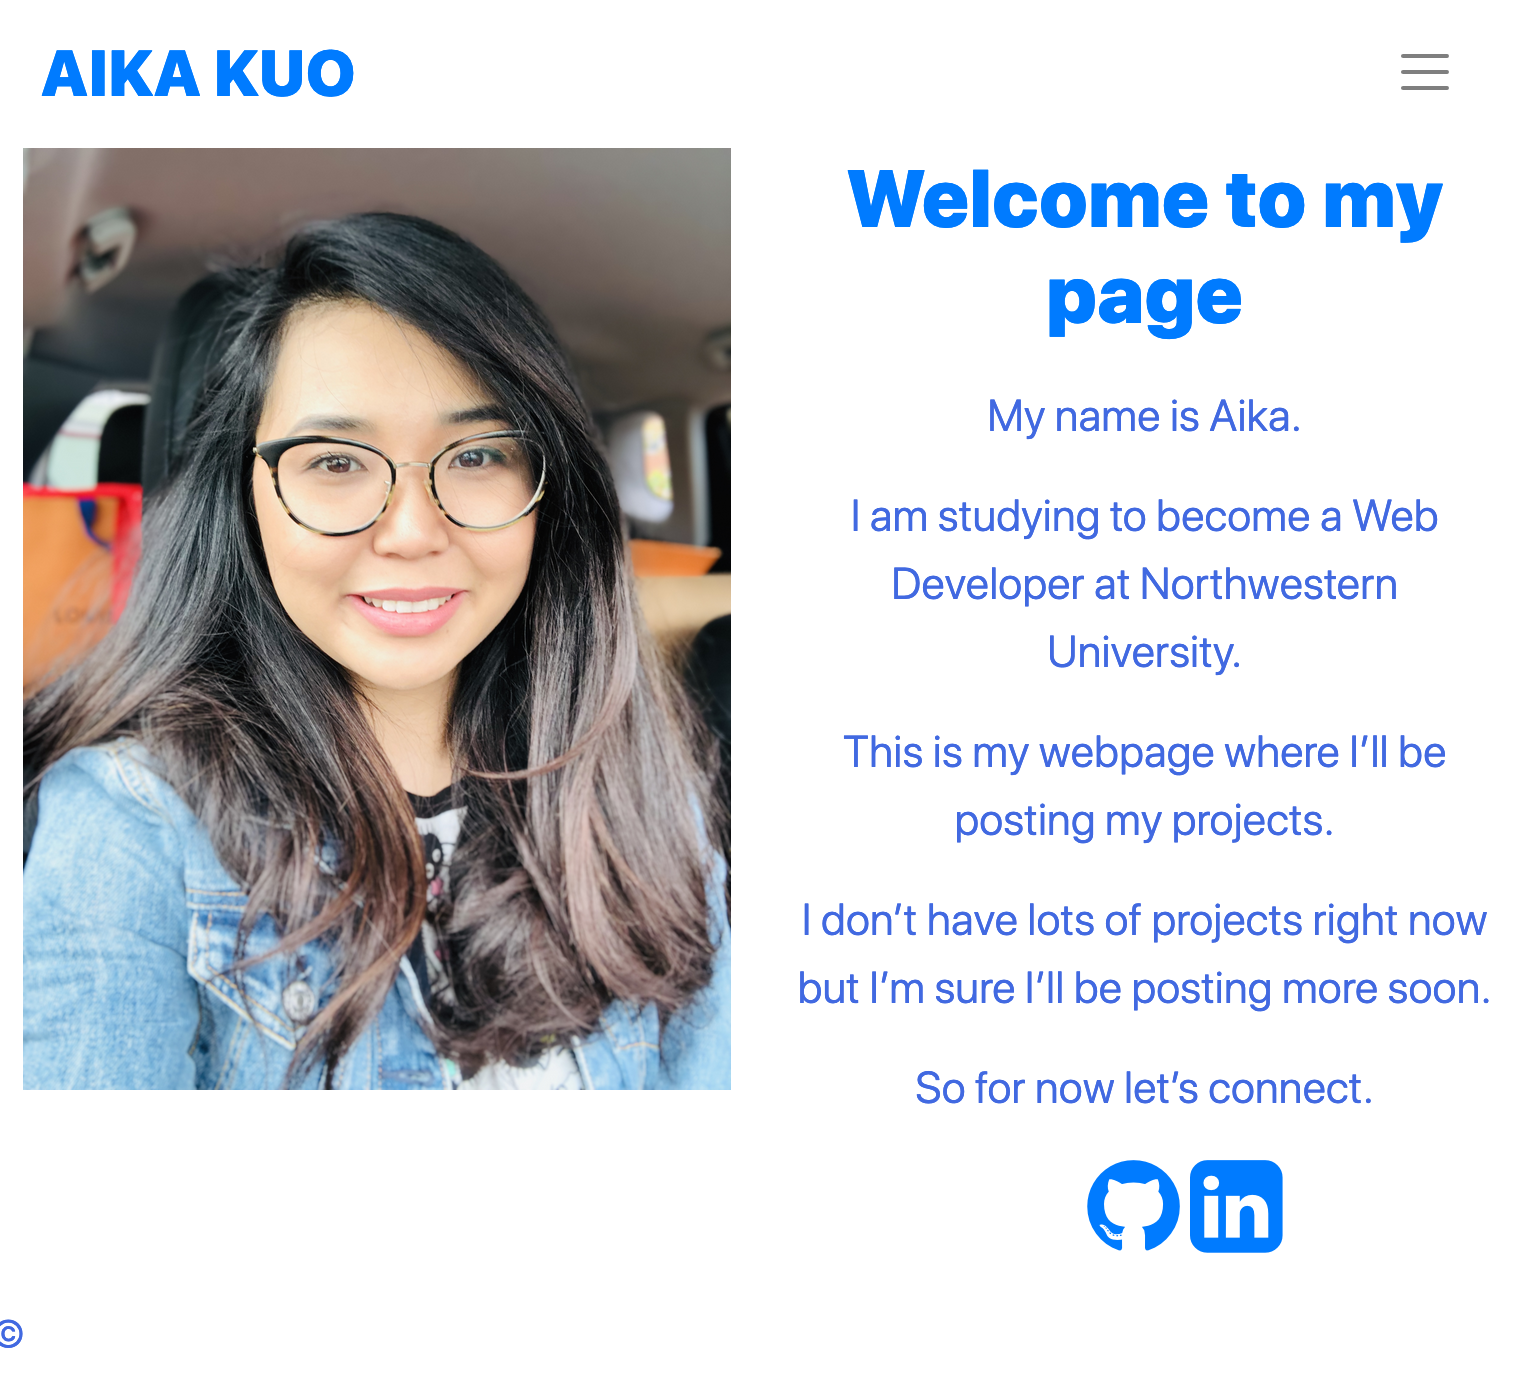 AIKA KUO
Welcome to my
page
My name is Aika.
I am studying to become a Web
Developer at Northwestern
University.
This is my webpage where I’ll be
posting my projects.
I don’t have lots of projects right now
but I’m sure I’ll be posting more soon.
So for now let’s connect.
in
©